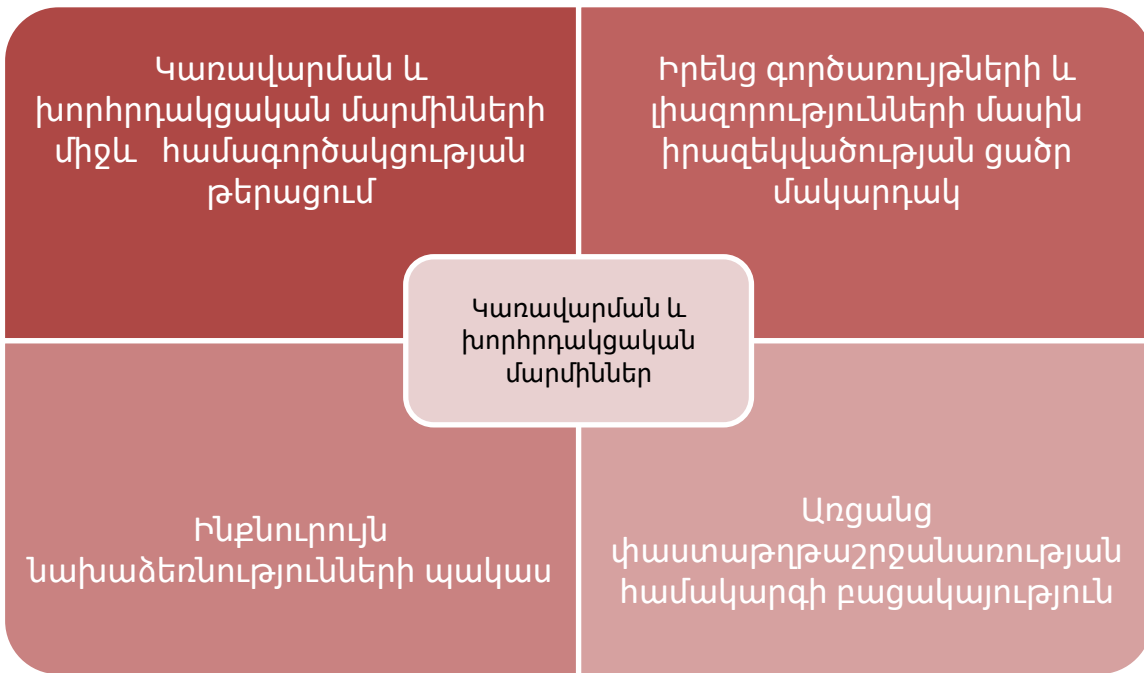 Կառավարման և
խորհրդակցական մարմինների
միջև համագործակցության
թերացում
Իրենց գործառույթների և
լիազորությունների մասին
իրազեկվածության ցածր
մակարդակ
Կառավարման և
խորհրդակցական
մարմիններ
Ինքնուրույն
նախաձեռնությունների պակաս
Առցանց
փաստաթղթաշրջանառության
համակարգի բացակայություն